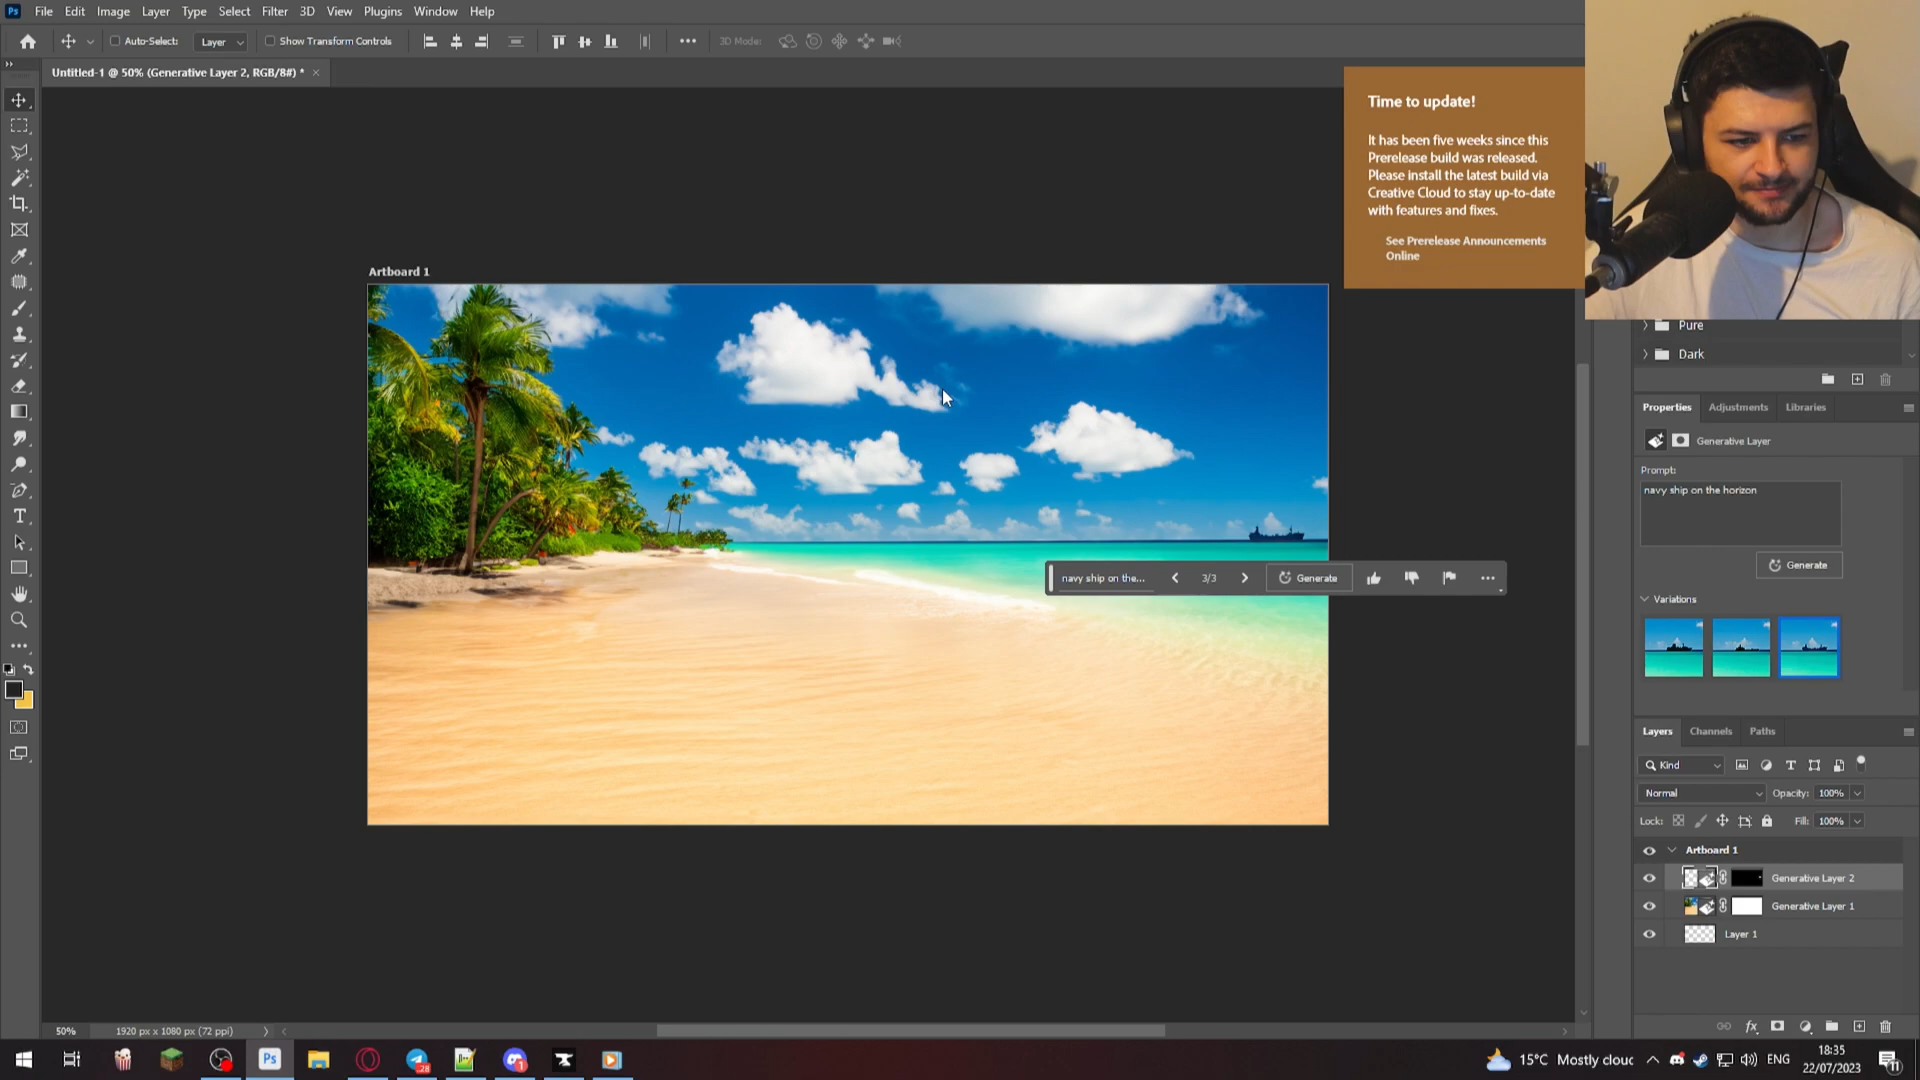 Ps File Edit Image Layer Type Select Filter 3D View Plugins Window Help
Auto-Select: Layer Show Transform Controls 3D Mode:
Untitled-1 @ 50% (Generative Layer 2, RGB/8#) *
Time to update!
It has been five weeks since this
Prerelease build was released.
Please install the latest build via
Creative Cloud to stay up-to-date
with features and fixes.
See Prerelease Announcements
Online
Artboard 1
Pure
Dark
Properties Adjustments Libraries
Generative Layer
Prompt:
navy ship on the horizon
Generate
navy ship on the... 3/3 Generate
Variations
Layers Channels Paths
Kind
Normal Opacity: 100%
Lock: Fill: 100%
Artboard 1
Generative Layer 2
Generative Layer 1
Layer 1
50% 1920 px x 1080 px (72 ppi)
Ps 28 1 15°C Mostly clouc ENG 18:35
22/07/2023 11